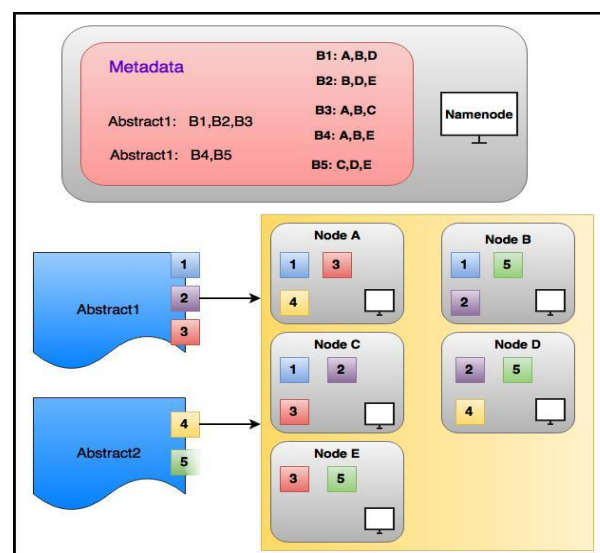 Metadata
B1: A,B,D
B2: B,D,E
Abstract1: B1,B2,B3
B3: A,B,C
B4: A,B,E
Abstract1: B4,B5
B5: C,D,E
Namenode
Abstract1
1
2
3
Abstract2
4
5
Node A
1 3
4
Node B
1 5
2
Node C
1 2
3
Node D
2 5
4
Node E
3 5